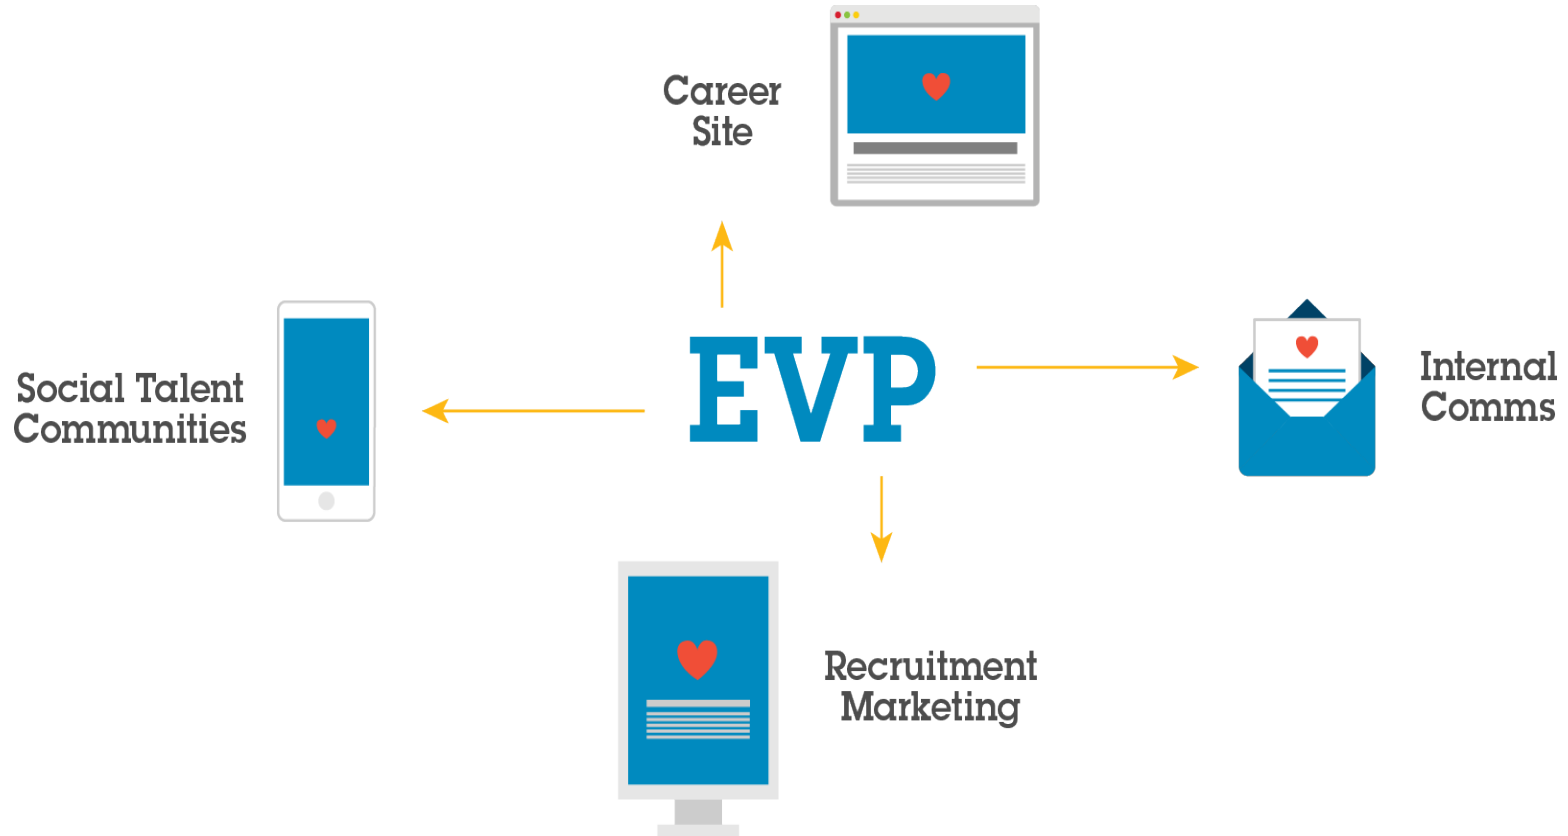 Career
Site
EVP
Social Talent
Communities
Internal
Comms
Recruitment
Marketing